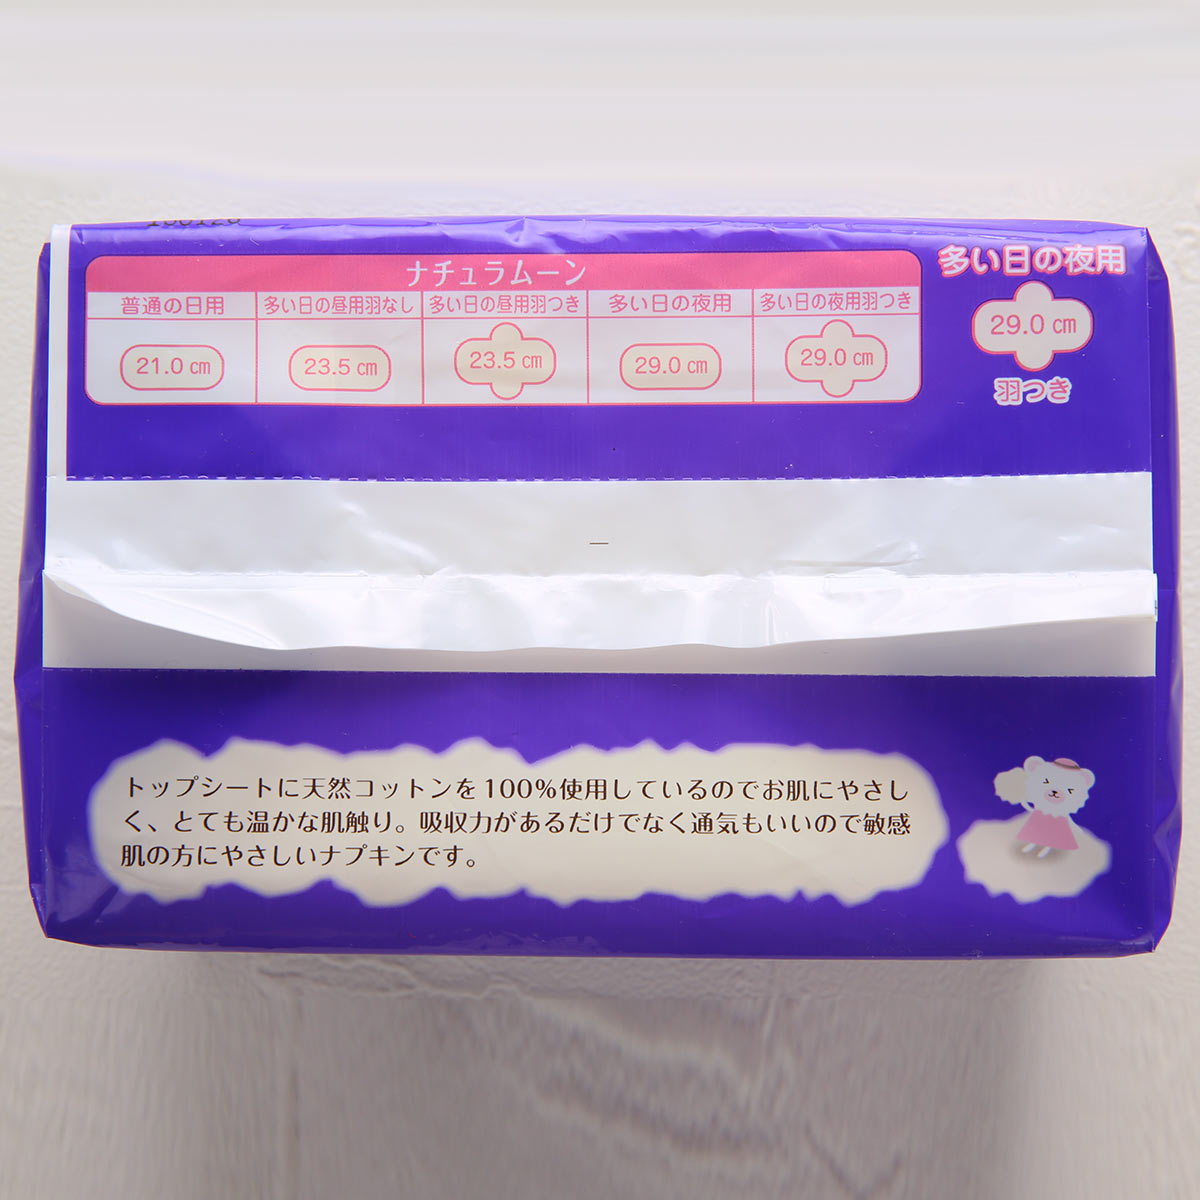 ナチュラムーン
普通の日用 多い日の昼用羽なし 多い日の昼用羽つき 多い日の夜用 多い日の夜用羽つき
21.0 cm 23.5 cm 23.5 cm 29.0 cm 29.0 cm
多い日の夜用
29.0 cm
羽つき
トップシートに天然コットンを100%使用しているのでお肌にやさし
く、とても温かな肌触り。吸収力があるだけでなく通気もいいので敏感
肌の方にやさしいナプキンです。